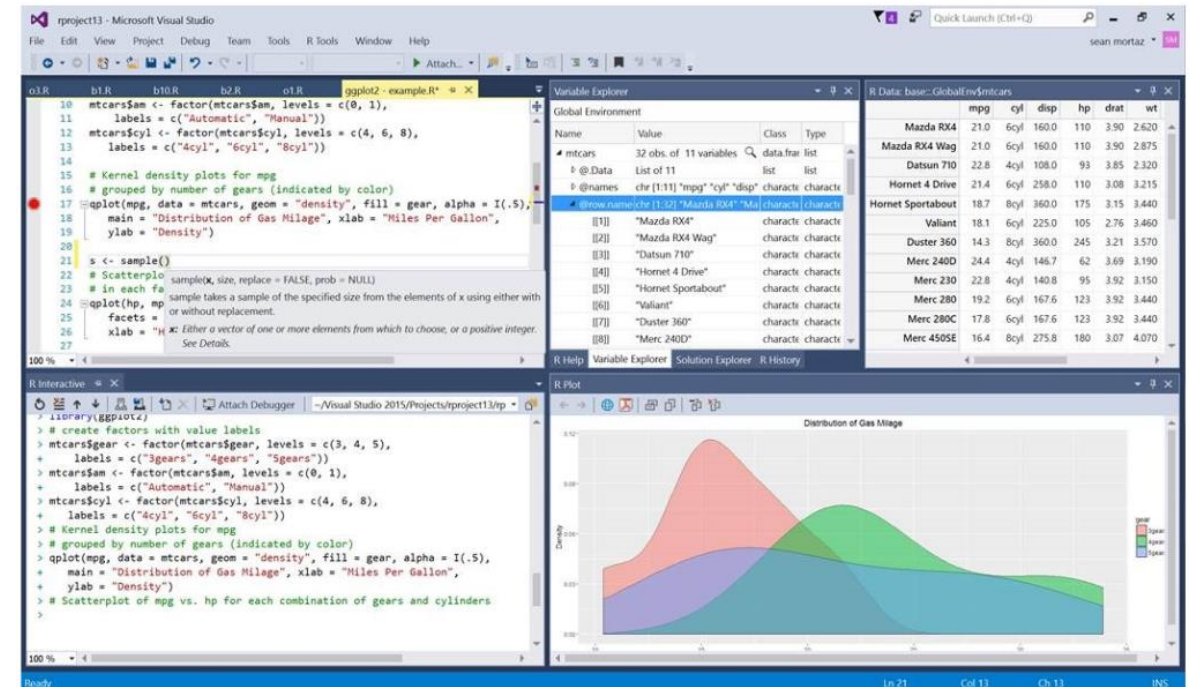 rproject13 - Microsoft Visual Studio
4
Quick Launch (Ctrl+Q)
File Edit View Project Debug Team Tools R Tools Window Help
sean mortaz
SM
Attach...
o3.R b1.R b10.R b2.R o1.R ggplot2 - example.R*
10 mtcars$am <- factor(mtcars$am, levels = c(0, 1),
11 labels = c("Automatic", "Manual"))
12 mtcars$cyl <- factor(mtcars$cyl, levels = c(4, 6, 8),
13 labels = c("4cyl", "6cyl", "8cyl"))
14
15 # Kernel density plots for mpg
16 # grouped by number of gears (indicated by color)
17 qplot(mpg, data = mtcars, geom = "density", fill = gear, alpha = I(.5),
18 main = "Distribution of Gas Milage", xlab = "Miles Per Gallon",
19 ylab = "Density")
20
21 s <- sample()
22 # Scatterplo
23 # in each fa
24 qplot(hp, mp
25 facets =
26 xlab = "H
27
sample(x, size, replace = FALSE, prob = NULL)
sample takes a sample of the specified size from the elements of x using either with
or without replacement.
x: Either a vector of one or more elements from which to choose, or a positive integer.
See Details.
100 %
Variable Explorer
Global Environment
Name Value Class Type
mtcars 32 obs. of 11 variables data.frar list
@.Data List of 11 list list
@names chr [1:11] "mpg" "cyl" "disp" characte characte
@row.name chr [1:32] "Mazda RX4" "Ma characte characte
[[1]] "Mazda RX4" characte characte
[[2]] "Mazda RX4 Wag" characte characte
[[3]] "Datsun 710" characte characte
[[4]] "Hornet 4 Drive" characte characte
[[5]] "Hornet Sportabout" characte characte
[[6]] "Valiant" characte characte
[[7]] "Duster 360" characte characte
[[8]] "Merc 240D" characte characte
R Help Variable Explorer Solution Explorer R History
R Data: base::.GlobalEnv$mtcars
mpg cyl disp hp drat wt
Mazda RX4 21.0 6cyl 160.0 110 3.90 2.620
Mazda RX4 Wag 21.0 6cyl 160.0 110 3.90 2.875
Datsun 710 22.8 4cyl 108.0 93 3.85 2.320
Hornet 4 Drive 21.4 6cyl 258.0 110 3.08 3.215
Hornet Sportabout 18.7 8cyl 360.0 175 3.15 3.440
Valiant 18.1 6cyl 225.0 105 2.76 3.460
Duster 360 14.3 8cyl 360.0 245 3.21 3.570
Merc 240D 24.4 4cyl 146.7 62 3.69 3.190
Merc 230 22.8 4cyl 140.8 95 3.92 3.150
Merc 280 19.2 6cyl 167.6 123 3.92 3.440
Merc 280C 17.8 6cyl 167.6 123 3.92 3.440
Merc 450SE 16.4 8cyl 275.8 180 3.07 4.070
R Interactive
Attach Debugger ~/Visual Studio 2015/Projects/rproject13/rp
> library(ggplot2)
> # create factors with value labels
> mtcars$gear <- factor(mtcars$gear, levels = c(3, 4, 5),
+ labels = c("3gears", "4gears", "5gears"))
> mtcars$am <- factor(mtcars$am, levels = c(0, 1),
+ labels = c("Automatic", "Manual"))
> mtcars$cyl <- factor(mtcars$cyl, levels = c(4, 6, 8),
+ labels = c("4cyl", "6cyl", "8cyl"))
> # Kernel density plots for mpg
> # grouped by number of gears (indicated by color)
> qplot(mpg, data = mtcars, geom = "density", fill = gear, alpha = I(.5),
+ main = "Distribution of Gas Milage", xlab = "Miles Per Gallon",
+ ylab = "Density")
> # Scatterplot of mpg vs. hp for each combination of gears and cylinders
>
100 %
R Plot
Distribution of Gas Milage
0.12
Density
0.03
0.00
gear
Ready
Ln 21 Col 13 Ch 13 INS